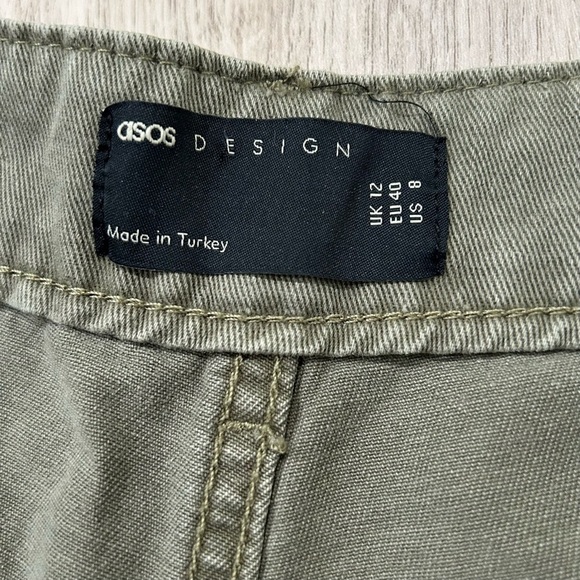 asos DESIGN
Made in Turkey
UK 12
EU 40
US 8